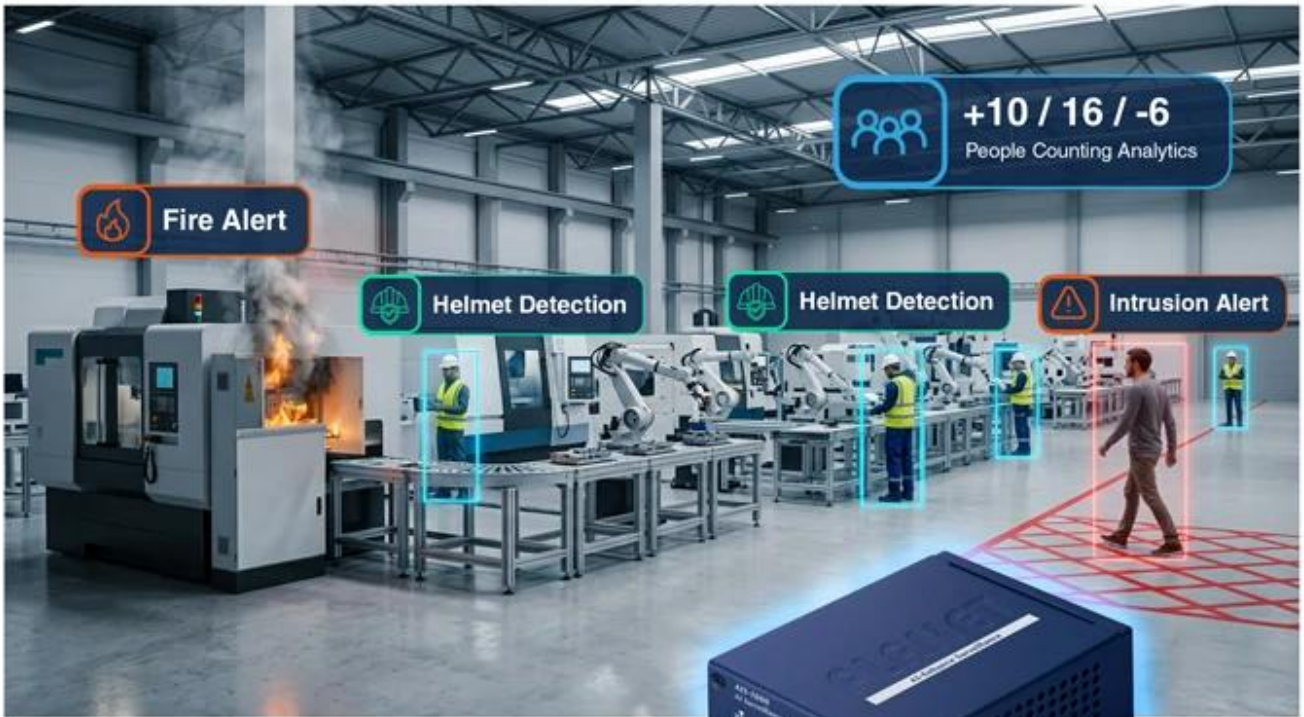 +10 / 16 / -6
People Counting Analytics
Fire Alert
Helmet Detection
Helmet Detection
Intrusion Alert